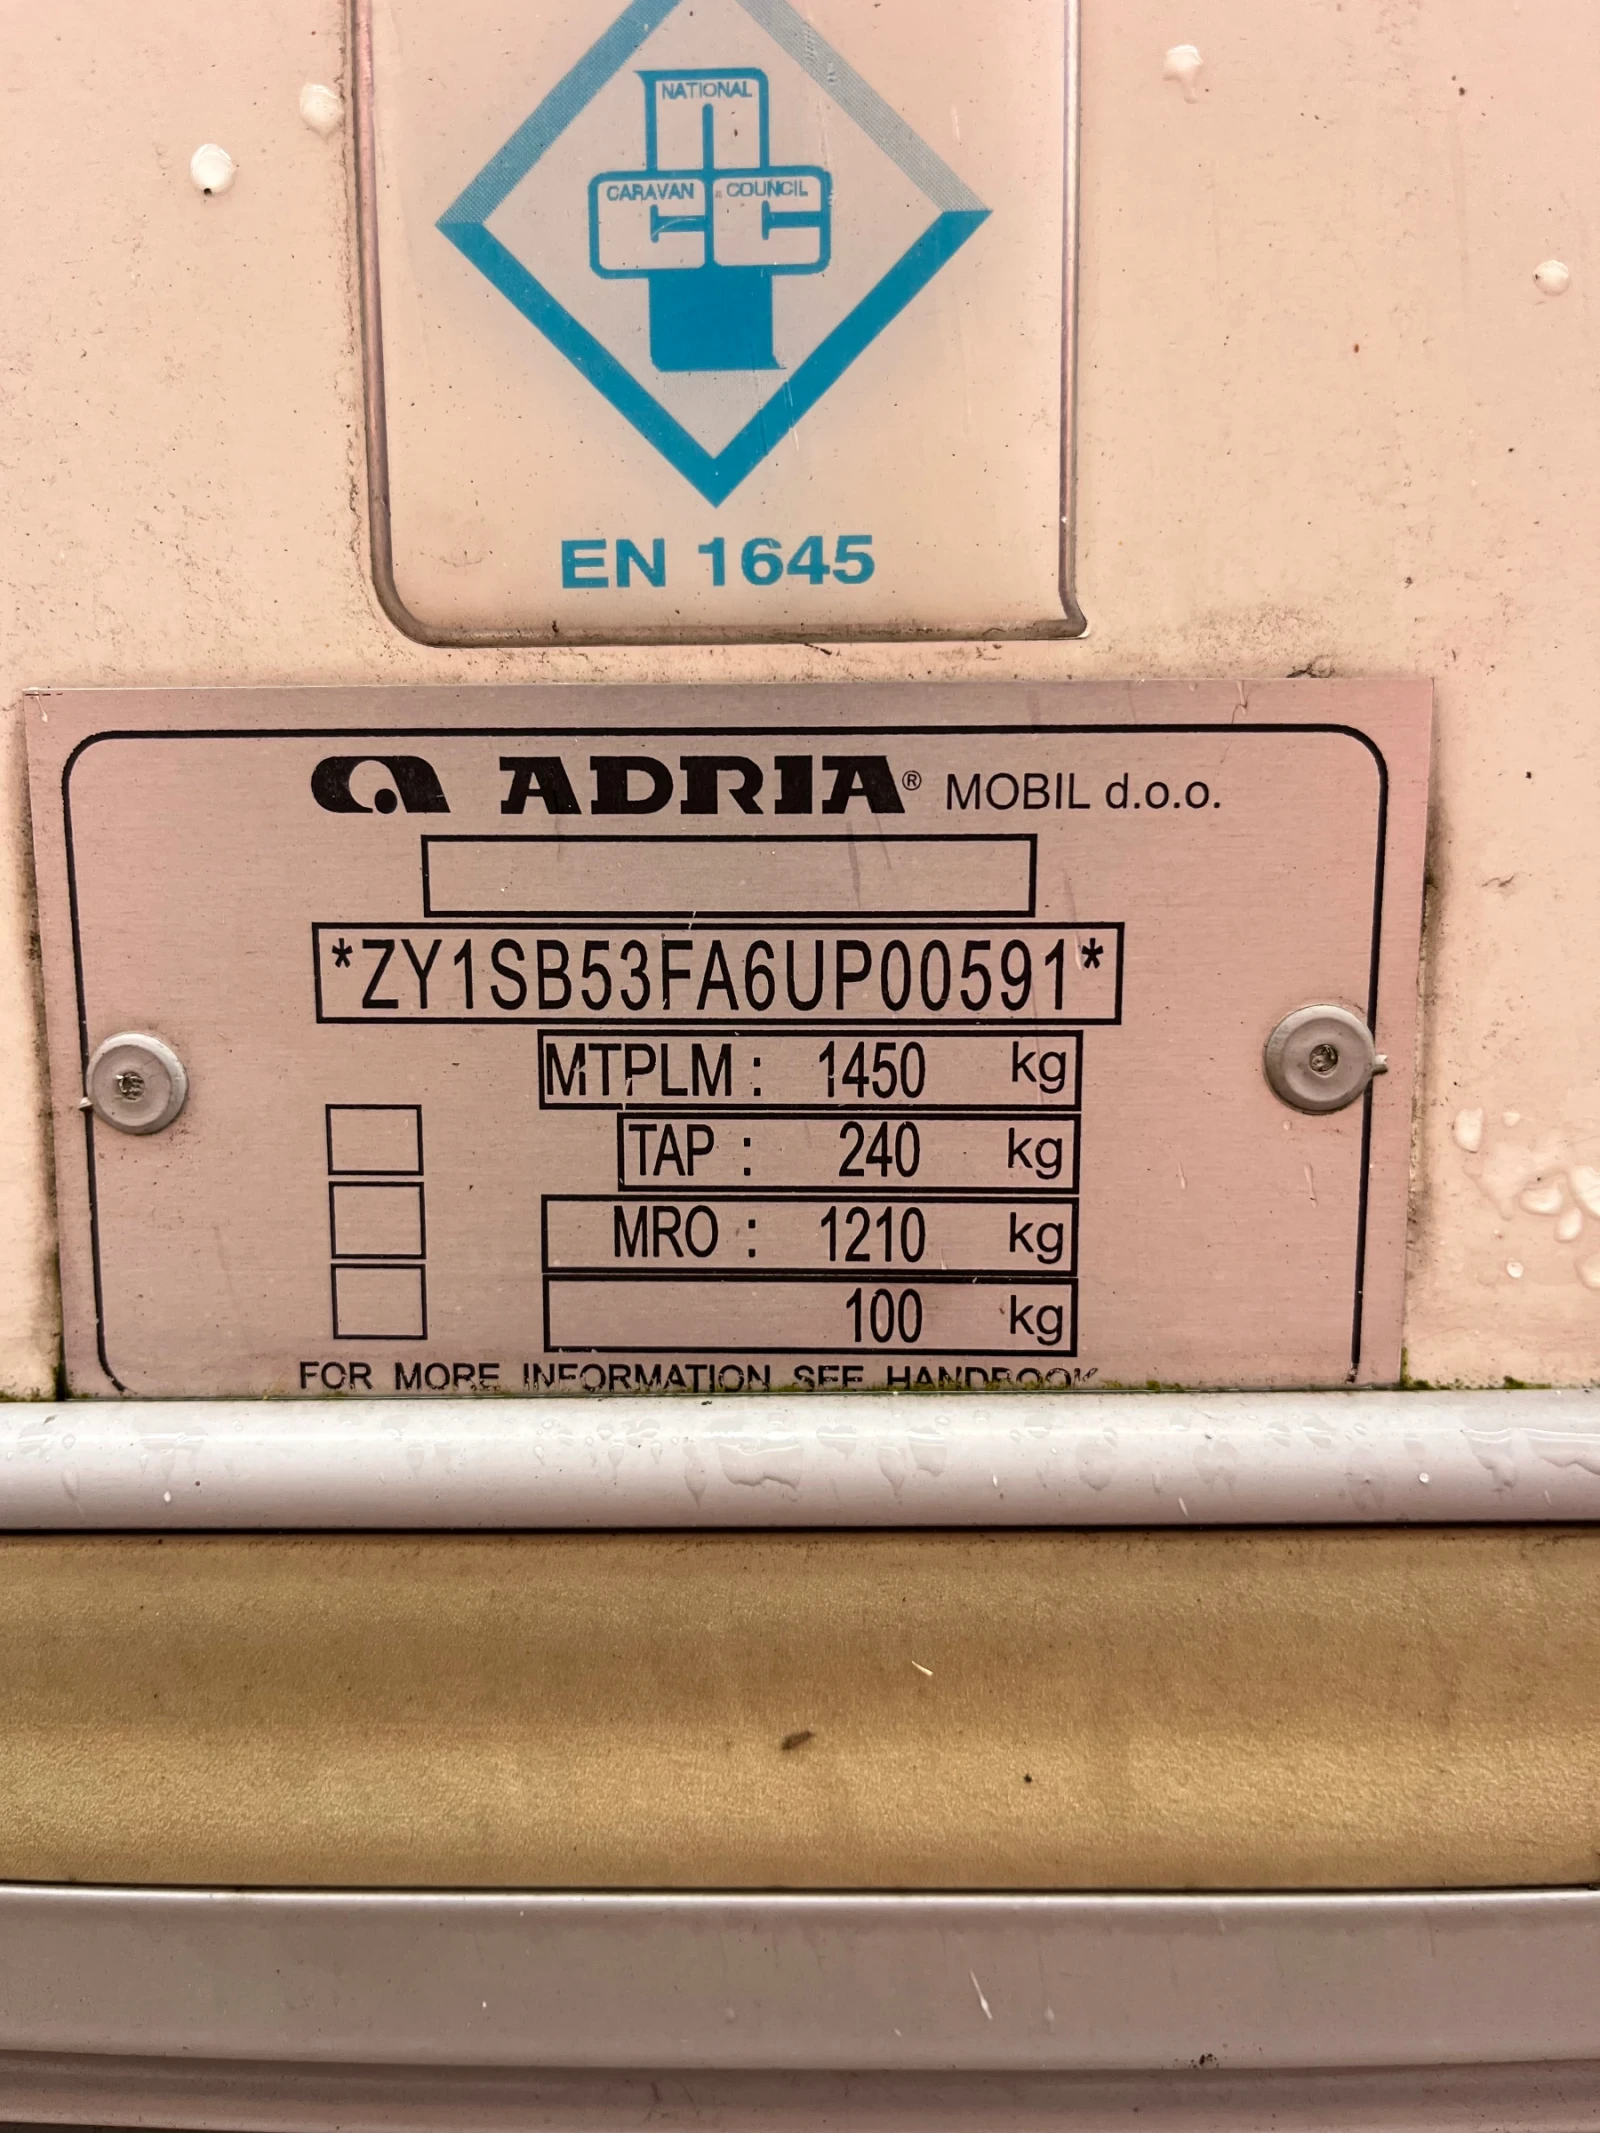 NATIONAL
n
CARAVAN & COUNCIL
c c
EN 1645
ADRIA® MOBIL d.o.o.
*ZY1SB53FA6UP00591*
MTPLM : 1450 kg
TAP : 240 kg
MRO : 1210 kg
100 kg
FOR MORE INFORMATION SEE HANDBOOK